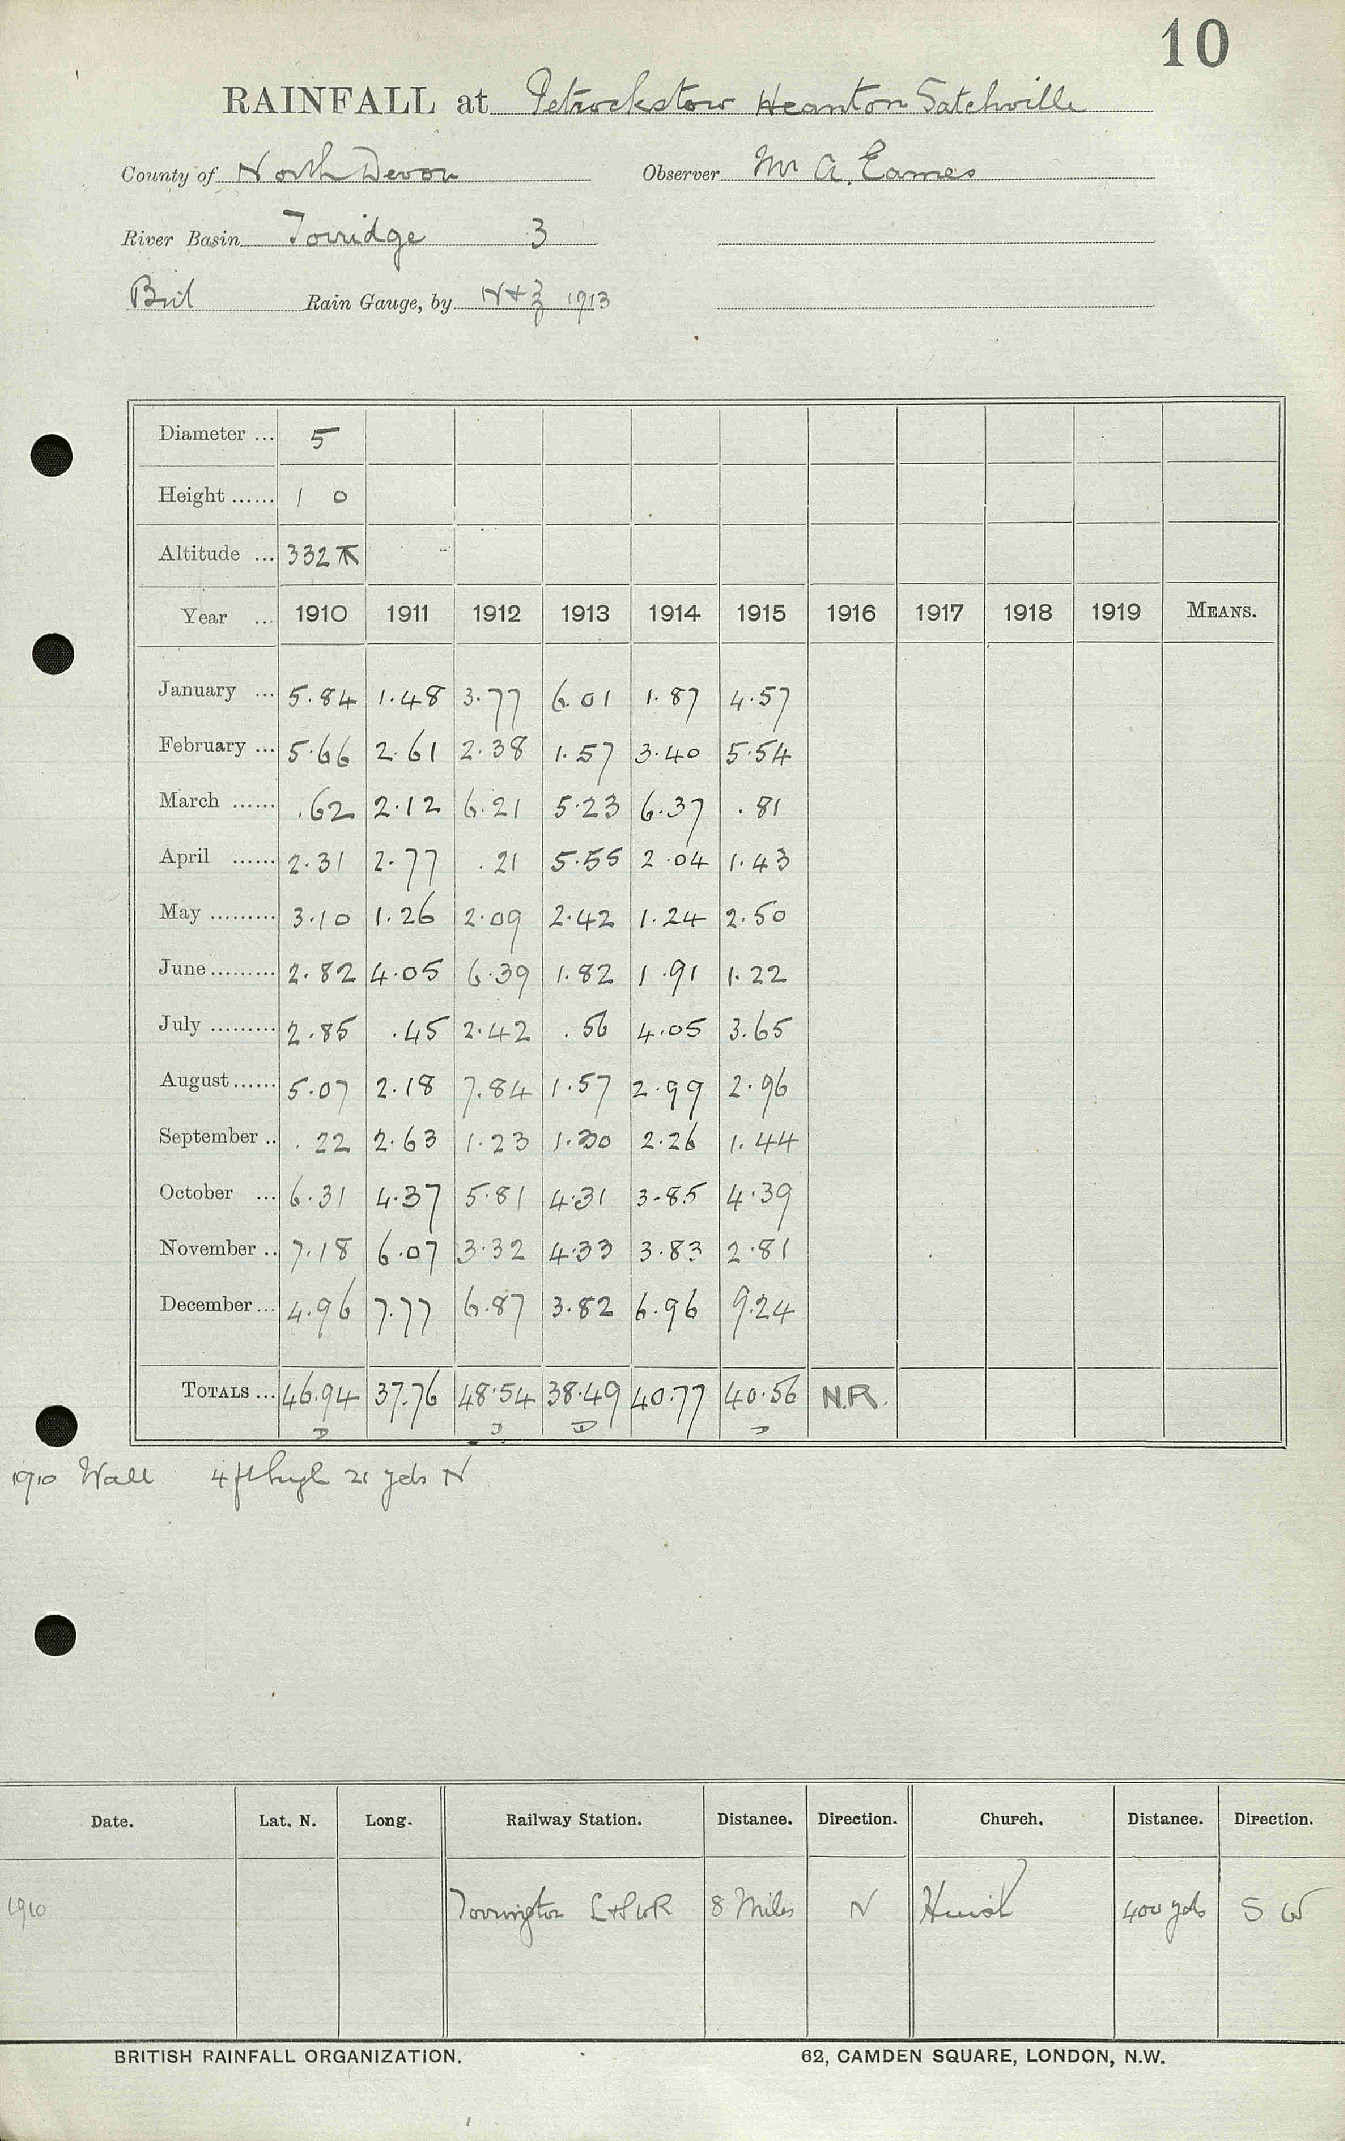 10
RAINFALL at Petrockstow Heanton Satchville
County of North Devon Observer Mr A. Eames
River Basin Torridge 3
Rain Gauge, by N+Z 1913
Diameter ... 5
Height ...... 1 0
Altitude ... 332
Year ... 1910 1911 1912 1913 1914 1915 1916 1917 1918 1919 MEANS.
January ... 5.84 1.48 3.77 6.01 1.87 4.57
February ... 5.66 2.61 2.38 1.57 3.40 5.54
March ...... .62 2.12 6.21 5.23 6.37 .81
April ...... 2.31 2.77 .21 5.55 2.04 1.43
May ......... 3.10 1.26 2.09 2.42 1.24 2.50
June ......... 2.82 4.05 6.39 1.82 1.91 1.22
July ......... 2.85 .45 2.42 .56 4.05 3.65
August ...... 5.07 2.18 7.84 1.57 2.99 2.96
September .. .22 2.63 1.23 1.30 2.26 1.44
October ... 6.31 4.37 5.81 4.31 3.85 4.39
November .. 7.18 6.07 3.32 4.33 3.83 2.81
December ... 4.96 7.77 6.87 3.82 6.96 9.24
TOTALS ... 46.94 37.76 48.54 38.49 40.77 40.56 N.R.
D D D D
1910 Wall 4 ft high 21 yds N
Date. Lat. N. Long. Railway Station. Distance. Direction. Church. Distance. Direction.
1910 Torrington L+SWR 8 Miles N Huish 400 yds S W
BRITISH RAINFALL ORGANIZATION. 62, CAMDEN SQUARE, LONDON, N.W.